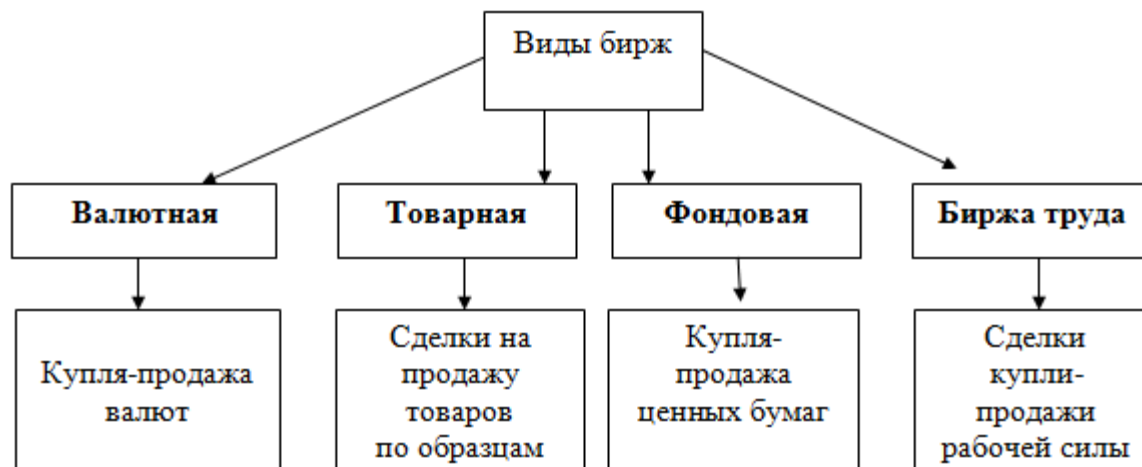 Виды бирж
Валютная
Товарная
Фондовая
Биржа труда
Купля-продажа
валют
Сделки на
продажу
товаров
по образцам
Купля-
продажа
ценных бумаг
Сделки
купли-
продажи
рабочей силы